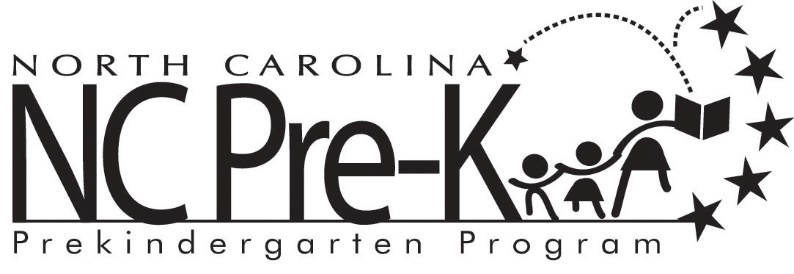 NORTH CAROLINA
NC Pre-K
Prekindergarten Program